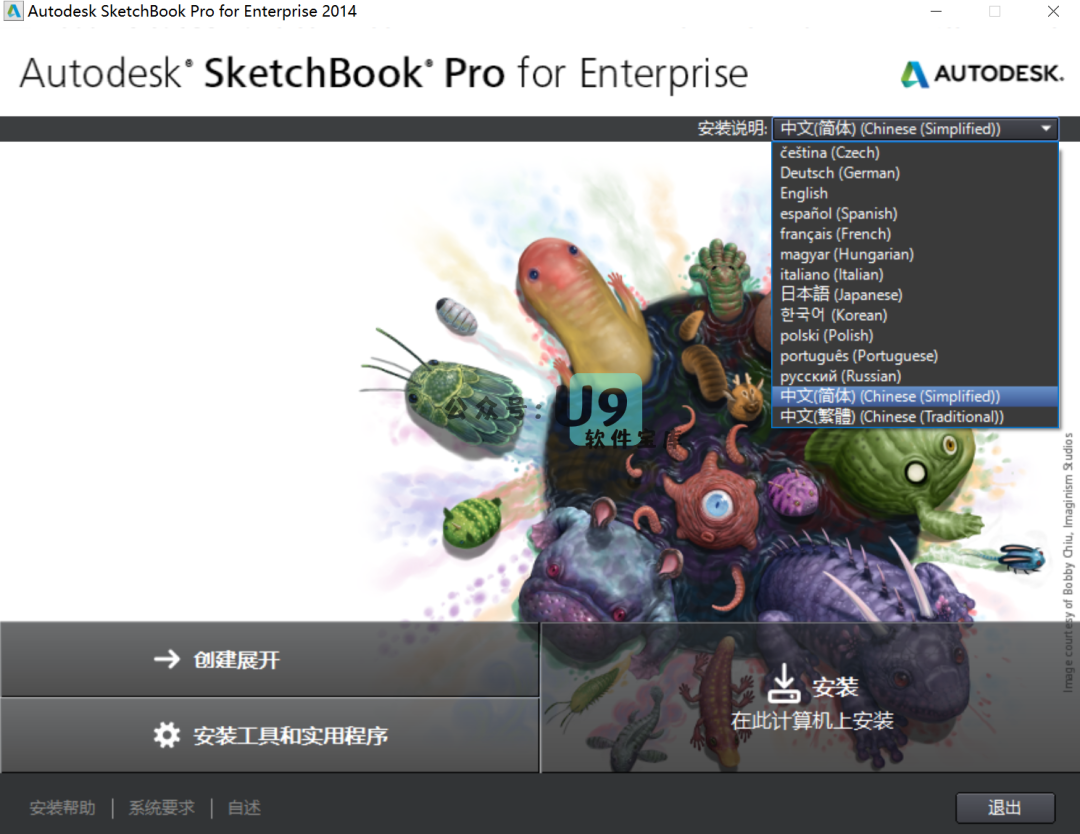 Autodesk SketchBook Pro for Enterprise 2014
Autodesk® SketchBook® Pro for Enterprise
AUTODESK.
安装说明: 中文(简体) (Chinese (Simplified))
čeština (Czech)
Deutsch (German)
English
español (Spanish)
français (French)
magyar (Hungarian)
italiano (Italian)
日本語 (Japanese)
한국어 (Korean)
polski (Polish)
português (Portuguese)
русский (Russian)
中文(简体) (Chinese (Simplified))
中文(繁體) (Chinese (Traditional))
公众号: U9
软件宝库
Image courtesy of Bobby Chiu, Imaginism Studios
创建展开
安装工具和实用程序
安装
在此计算机上安装
安装帮助 | 系统要求 | 自述
退出